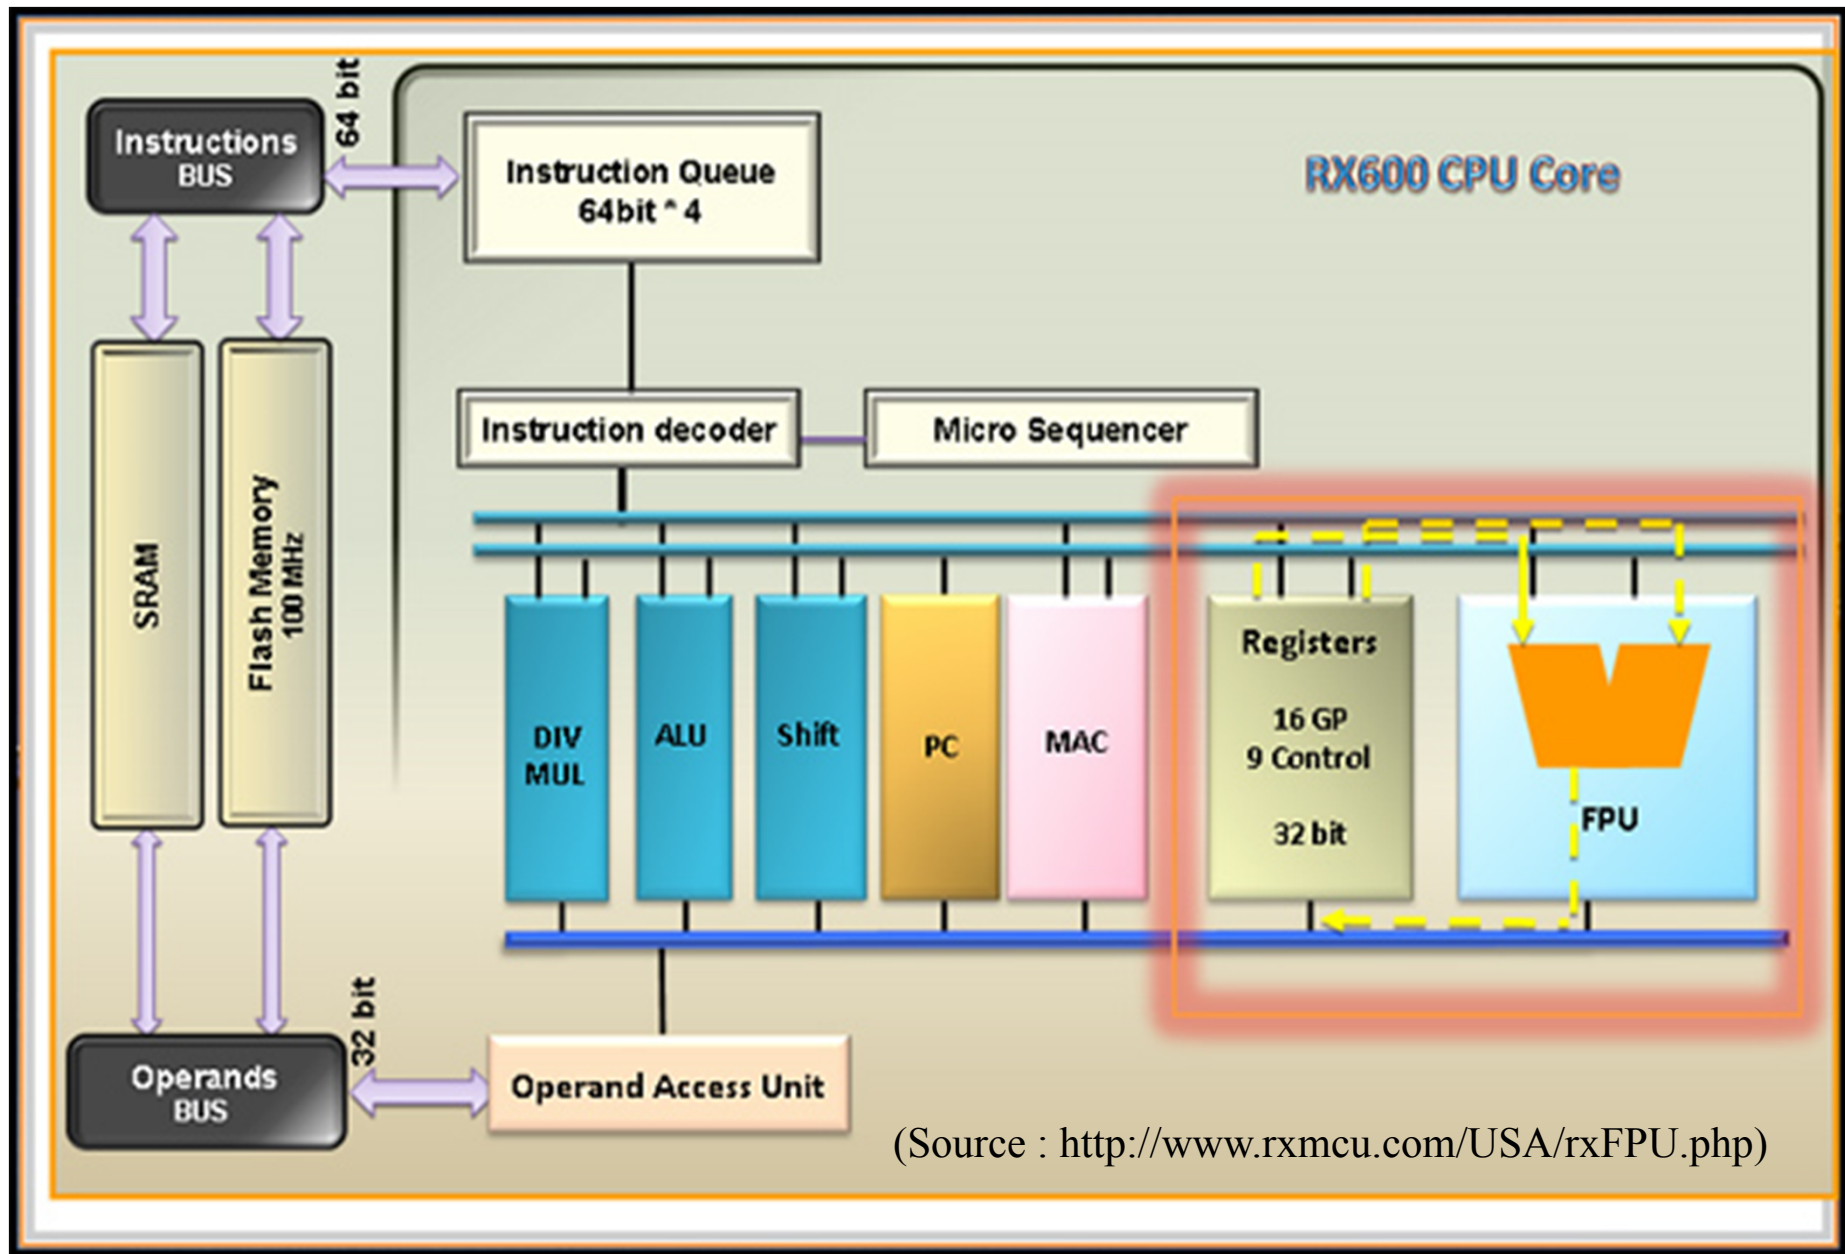 64 bit
Instructions
BUS
Instruction Queue
64bit * 4
RX600 CPU Core
Instruction decoder
Micro Sequencer
SRAM
Flash Memory
100 MHz
DIV
MUL
ALU
Shift
PC
MAC
Registers
16 GP
9 Control
32 bit
FPU
32 bit
Operands
BUS
Operand Access Unit
(Source : http://www.rxmcu.com/USA/rxFPU.php)